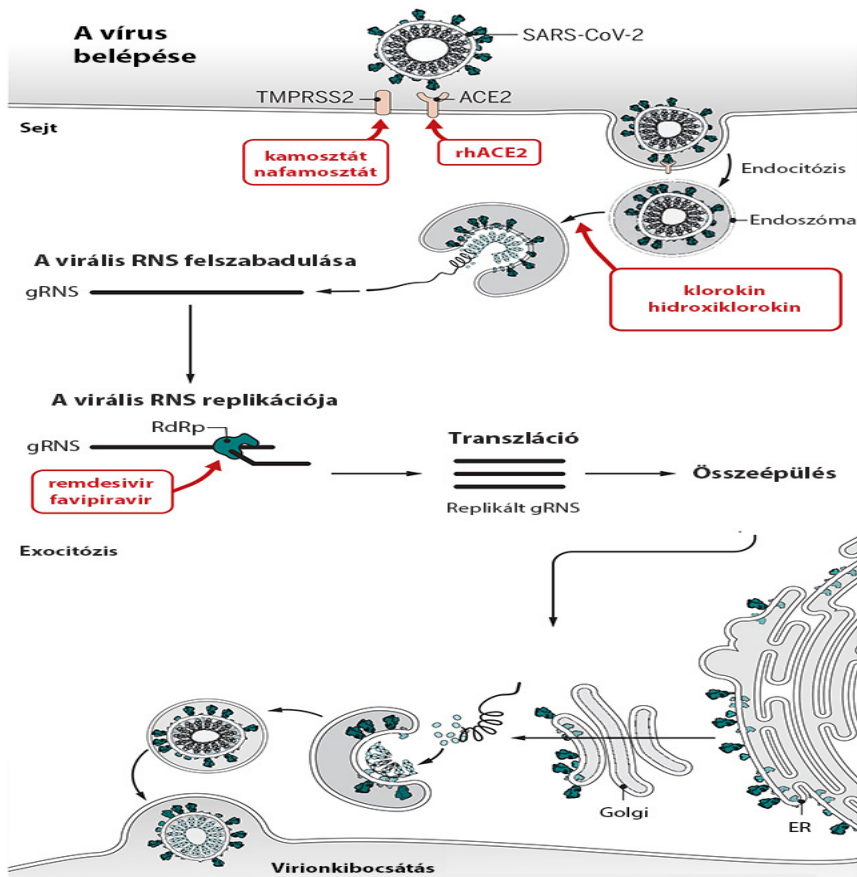 A vírus
belépése
SARS-CoV-2
TMPRSS2
ACE2
Sejt
kamosztát
nafamosztát
rhACE2
Endocitózis
Endoszóma
A virális RNS felszabadulása
gRNS
klorokin
hidroxiklorokin
A virális RNS replikációja
RdRp
gRNS
remdesivir
favipiravir
Transzláció
Replikált gRNS
Összeépülés
Exocitózis
Golgi
ER
Virionkibocsátás